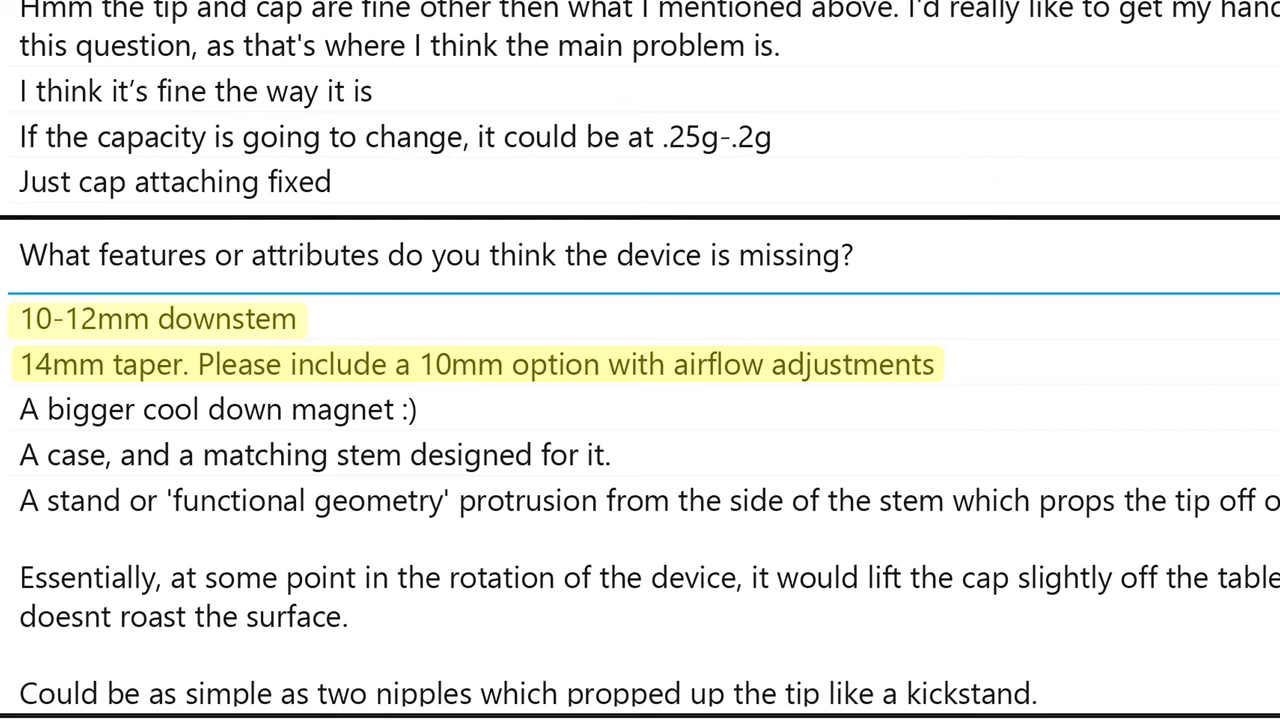 Hmm the tip and cap are fine other then what I mentioned above. I'd really like to get my
this question, as that's where I think the main problem is.
I think it’s fine the way it is
If the capacity is going to change, it could be at .25g-.2g
Just cap attaching fixed
What features or attributes do you think the device is missing?
10-12mm downstem
14mm taper. Please include a 10mm option with airflow adjustments
A bigger cool down magnet :)
A case, and a matching stem designed for it.
A stand or 'functional geometry' protrusion from the side of the stem which props the tip off
Essentially, at some point in the rotation of the device, it would lift the cap slightly off the table
doesnt roast the surface.
Could be as simple as two nipples which propped up the tip like a kickstand.